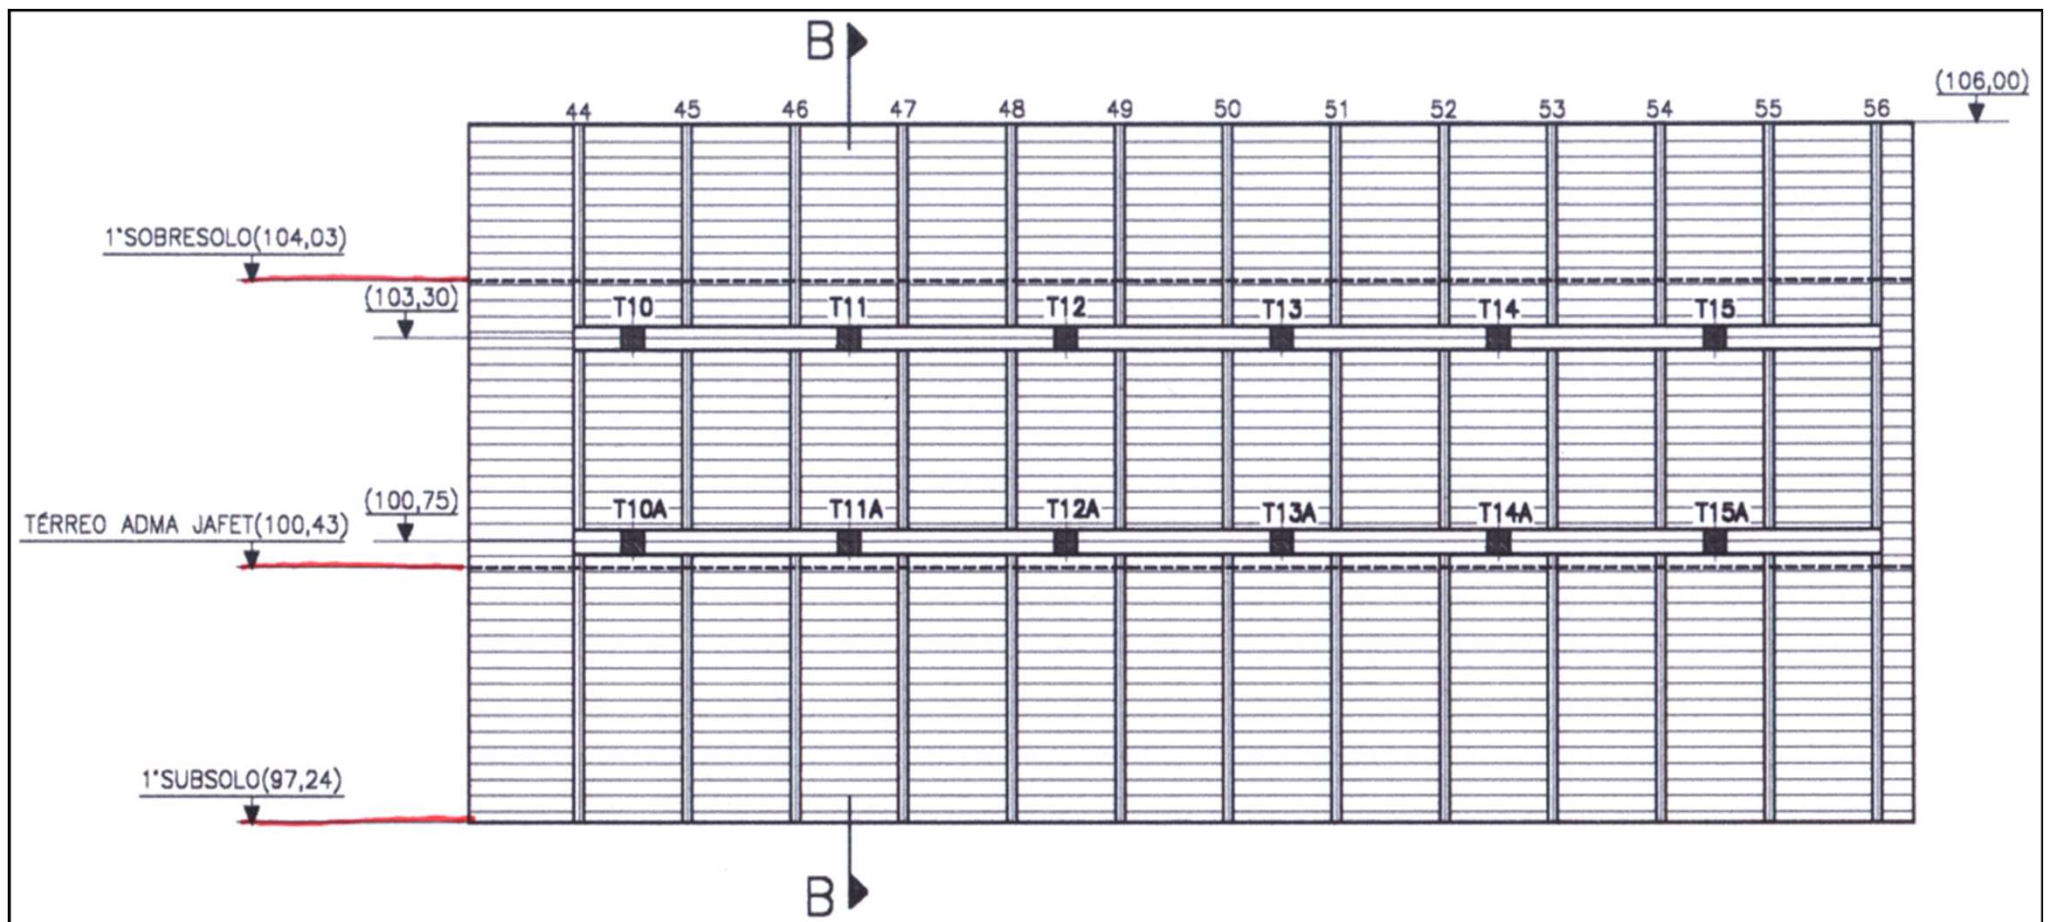 B
(106,00)
44 45 46 47 48 49 50 51 52 53 54 55 56
1°SOBRESOLO(104,03)
(103,30)
T10 T11 T12 T13 T14 T15
(100,75)
T10A T11A T12A T13A T14A T15A
TÉRREO ADMA JAFET(100,43)
1°SUBSOLO(97,24)
B